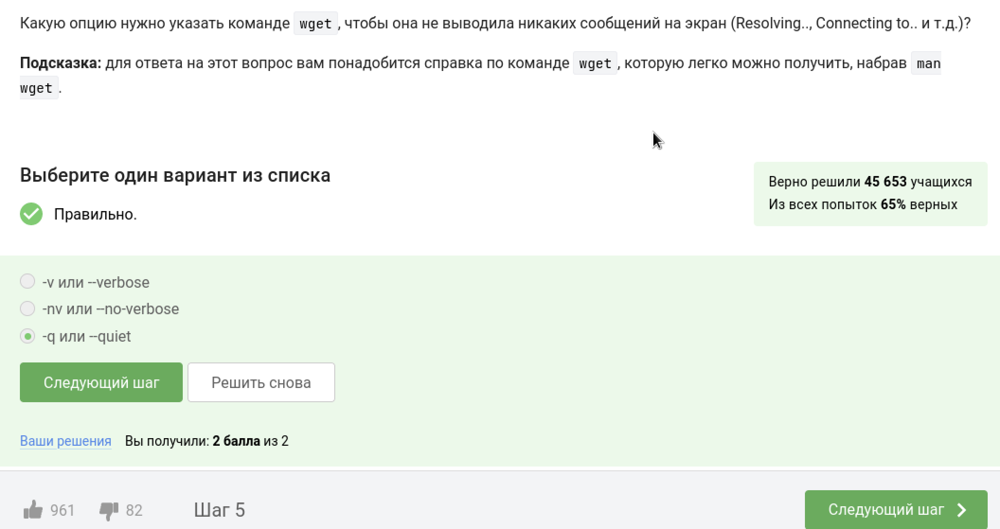 Какую опцию нужно указать команде wget, чтобы она не выводила никаких сообщений на экран (Resolving.., Connecting to.. и т.д.)?
Подсказка: для ответа на этот вопрос вам понадобится справка по команде wget, которую легко можно получить, набрав man
wget.
Выберите один вариант из списка
Правильно.
Верно решили 45 653 учащихся
Из всех попыток 65% верных
-v или --verbose
-nv или --no-verbose
-q или --quiet
Следующий шаг Решить снова
Ваши решения Вы получили: 2 балла из 2
961 82 Шаг 5 Следующий шаг